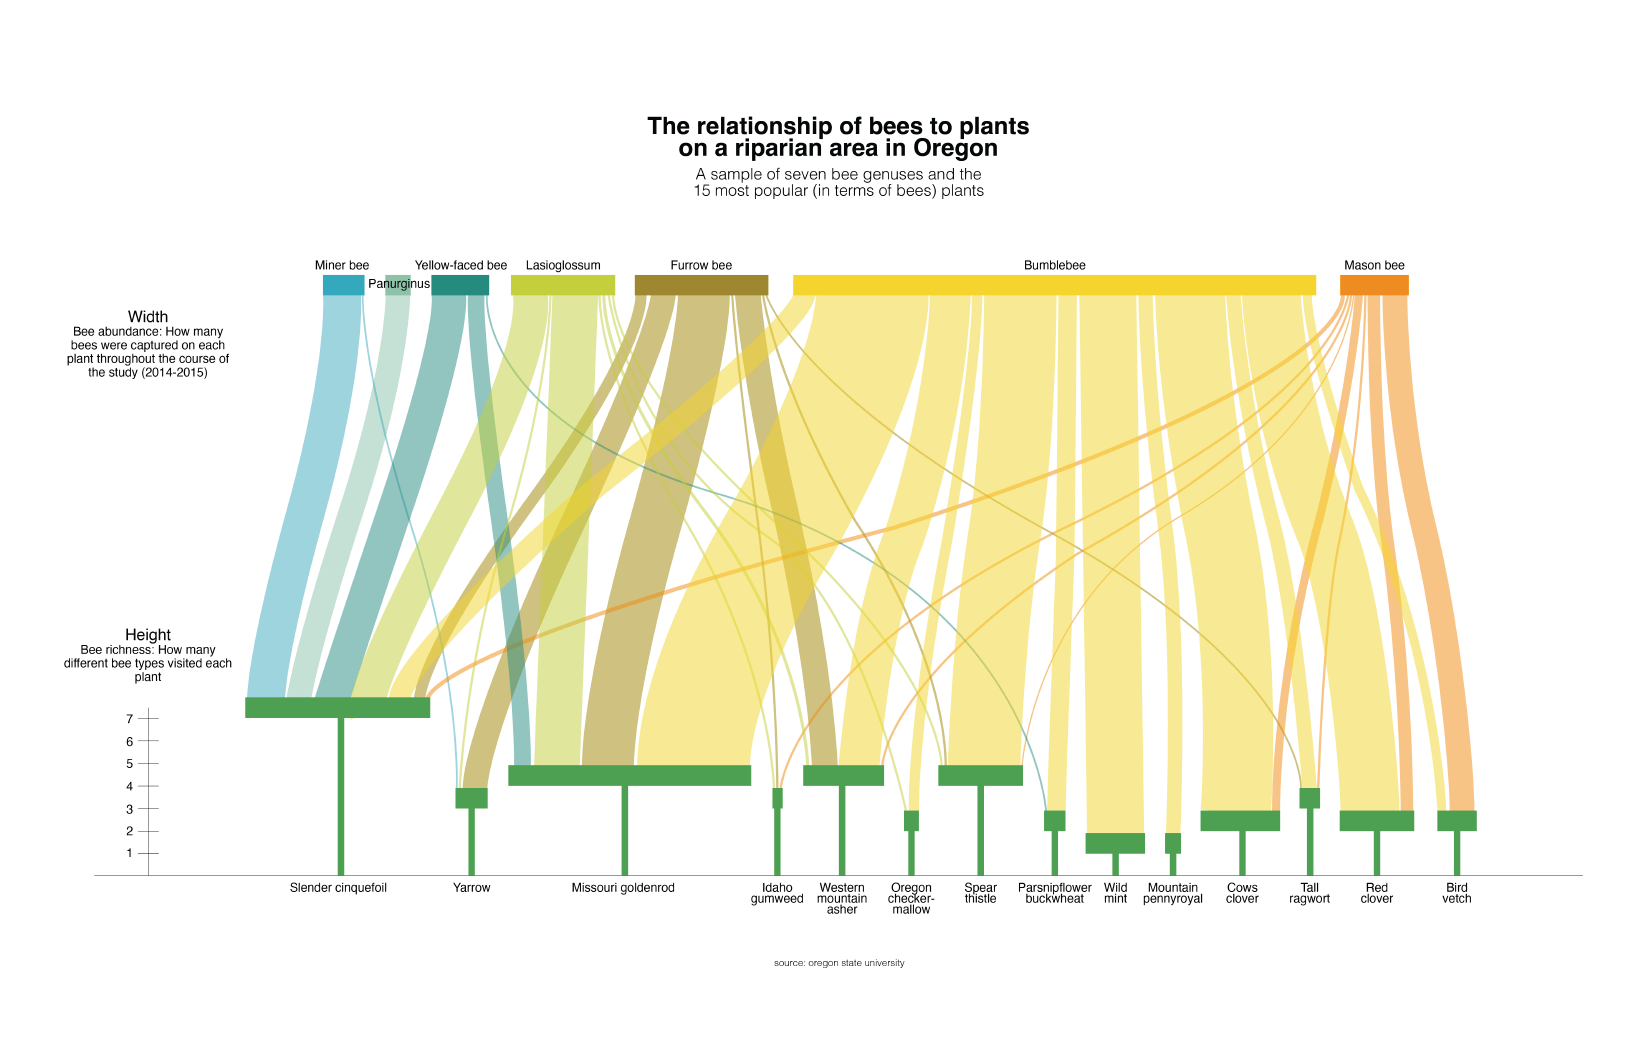 The relationship of bees to plants
on a riparian area in Oregon
A sample of seven bee genuses and the
15 most popular (in terms of bees) plants
Miner bee
Panurginus
Yellow-faced bee
Lasioglossum
Furrow bee
Bumblebee
Mason bee
Width
Bee abundance: How many
bees were captured on each
plant throughout the course of
the study (2014-2015)
Height
Bee richness: How many
different bee types visited each
plant
7
6
5
4
3
2
1
Slender cinquefoil
Yarrow
Missouri goldenrod
Idaho
gumweed
Western
mountain
asher
Oregon
checker-
mallow
Spear
thistle
Parsnipflower
buckwheat
Wild
mint
Mountain
pennyroyal
Cows
clover
Tall
ragwort
Red
clover
Bird
vetch
source: oregon state university